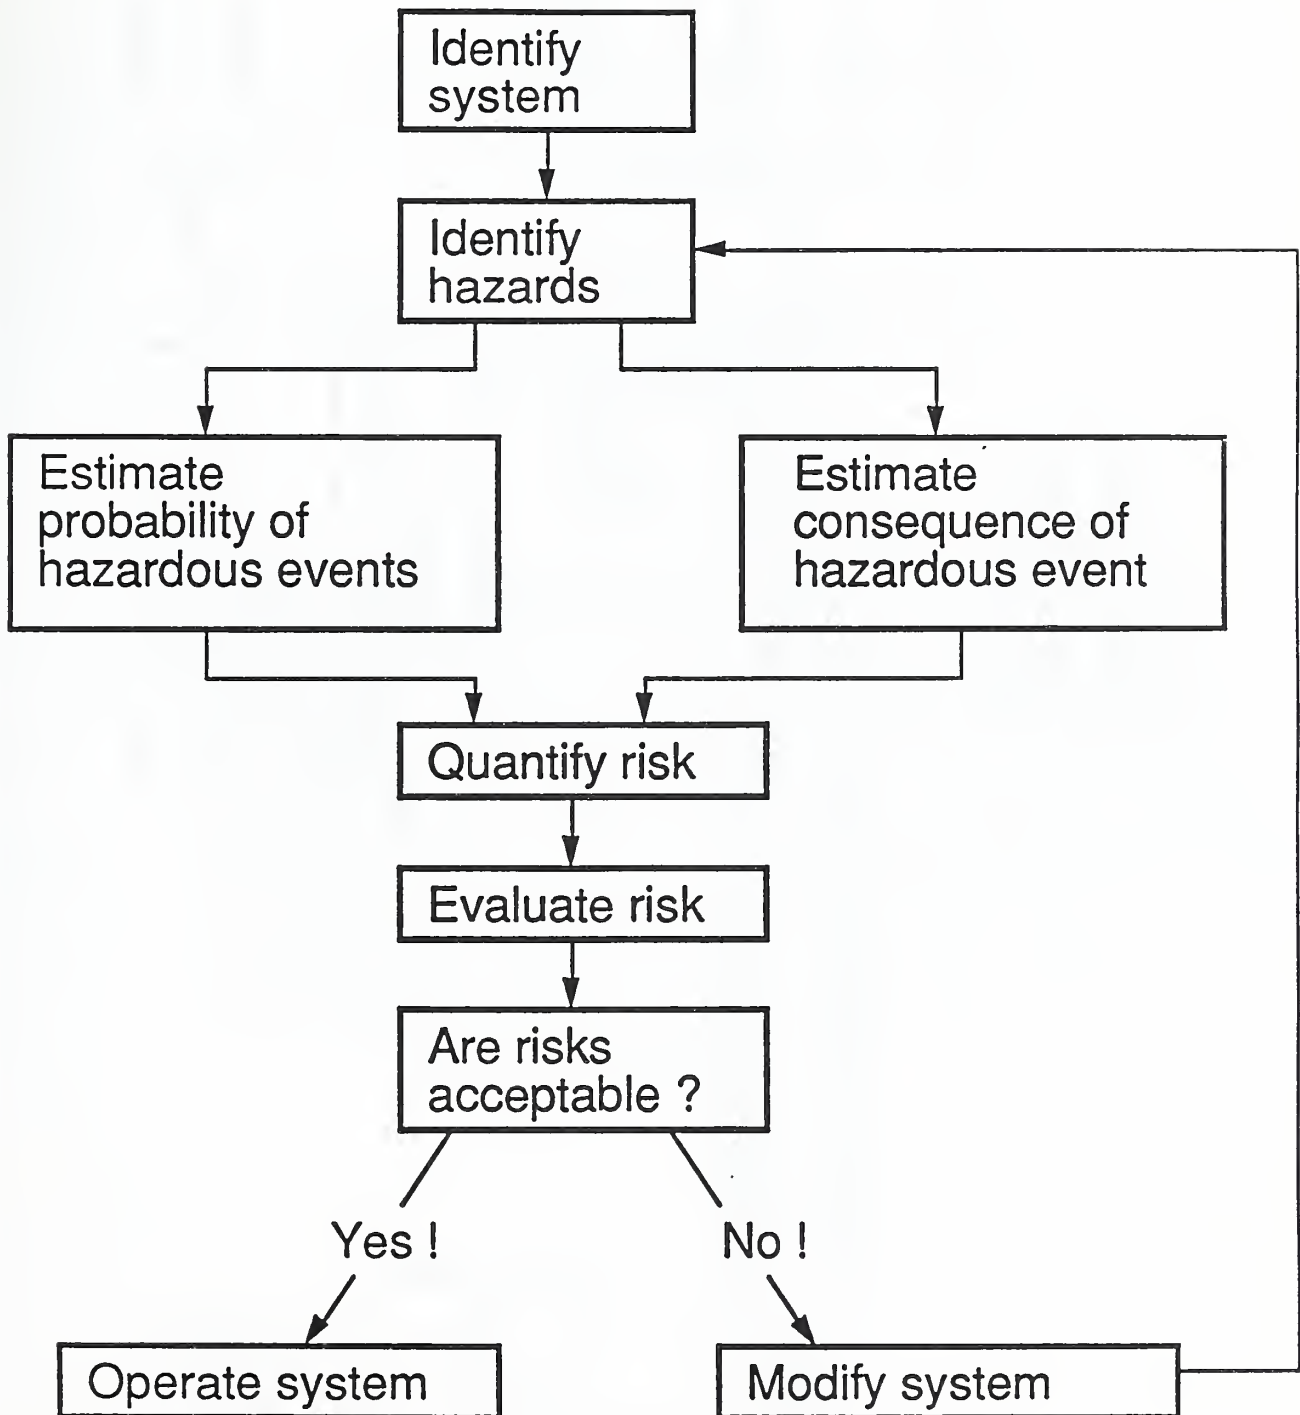 Identify
system
Identify
hazards
Estimate
probability of
hazardous events
Estimate
consequence of
hazardous event
Quantify risk
Evaluate risk
Are risks
acceptable ?
Yes !
No !
Operate system
Modify system